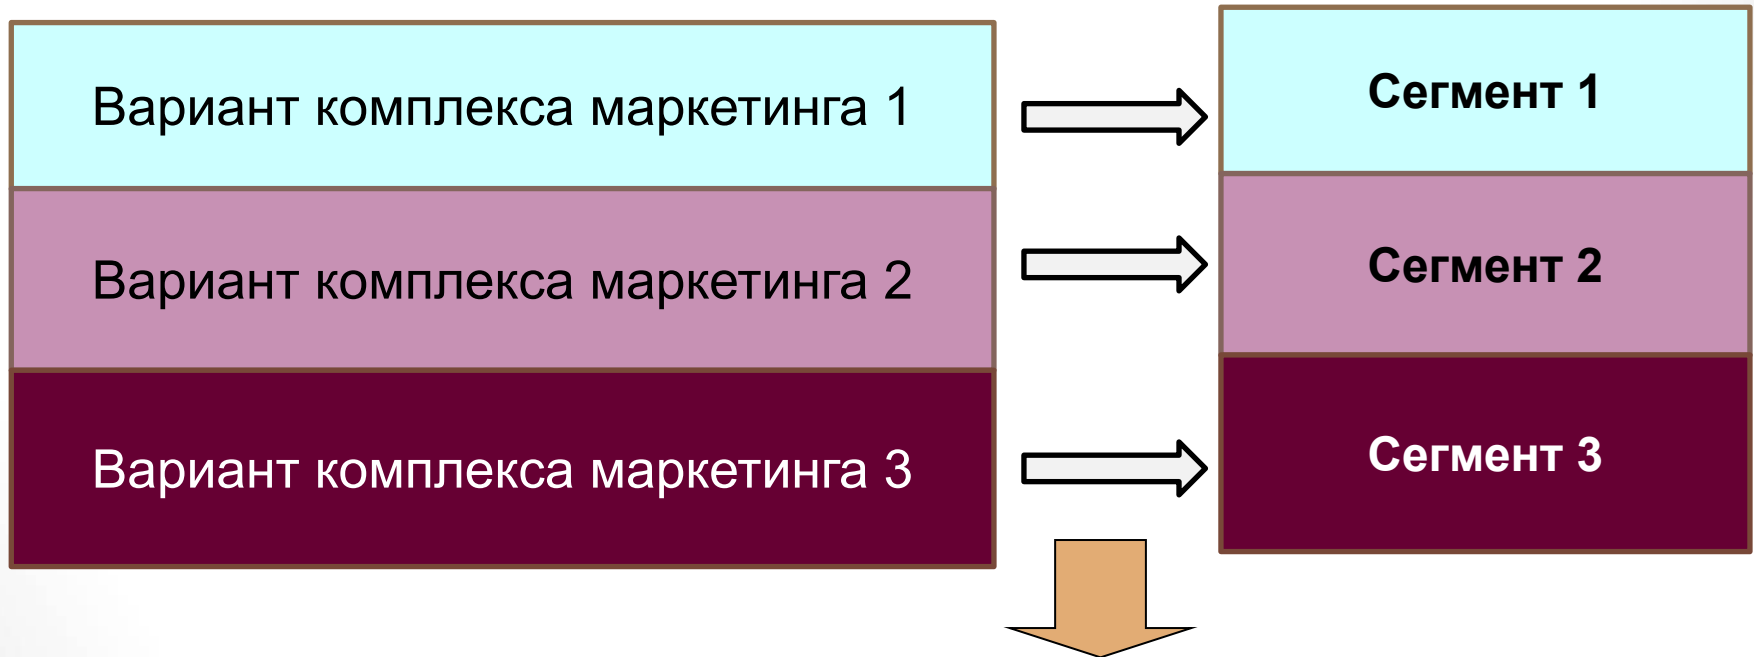 Вариант комплекса маркетинга 1
Сегмент 1
Вариант комплекса маркетинга 2
Сегмент 2
Вариант комплекса маркетинга 3
Сегмент 3